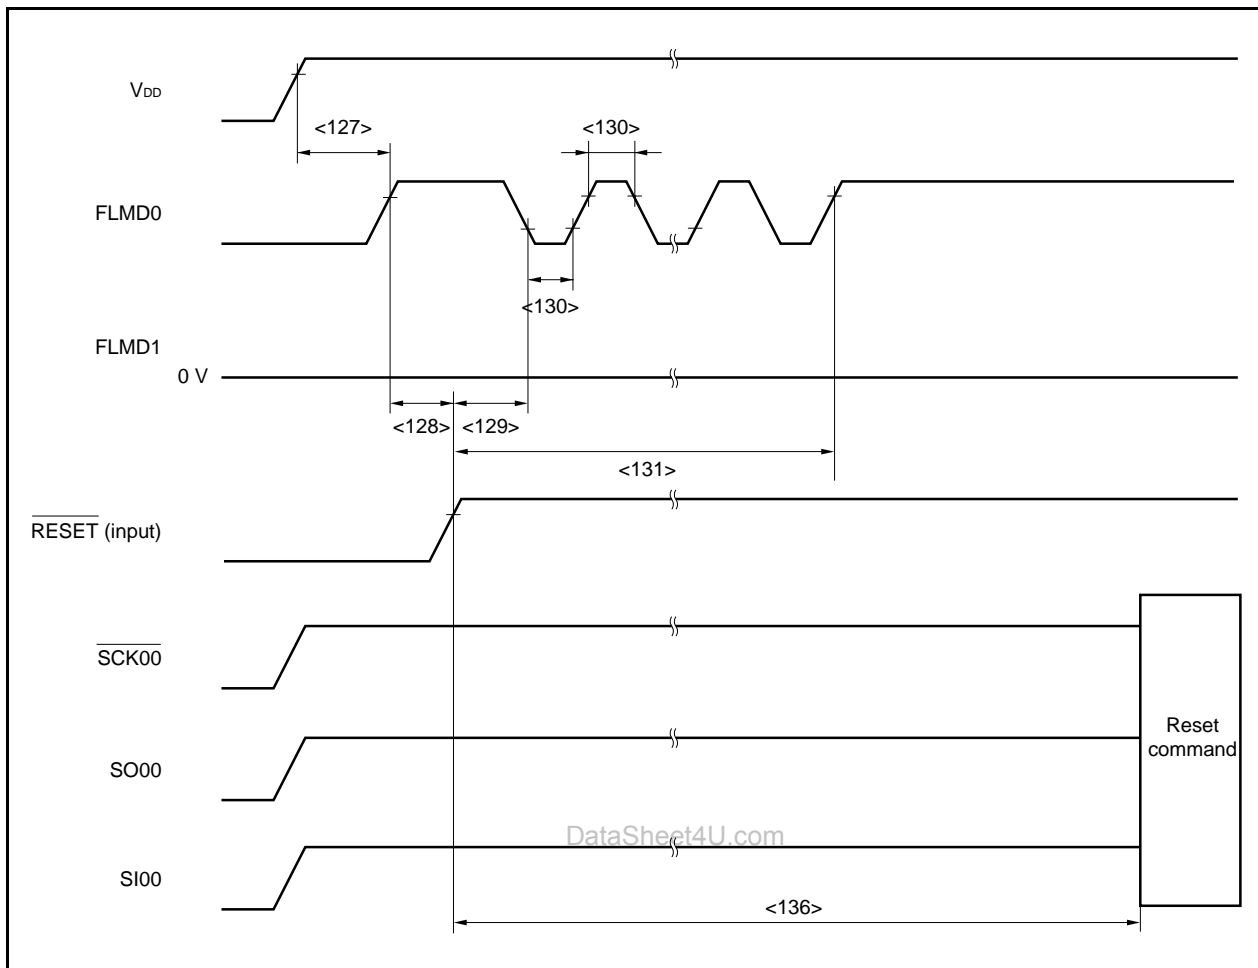 VDD
<127>
<130>
FLMD0
<130>
FLMD1
0 V
<128>
<129>
<131>
RESET (input)
SCK00
Reset
command
SO00
DataSheet4U.com
SI00
<136>